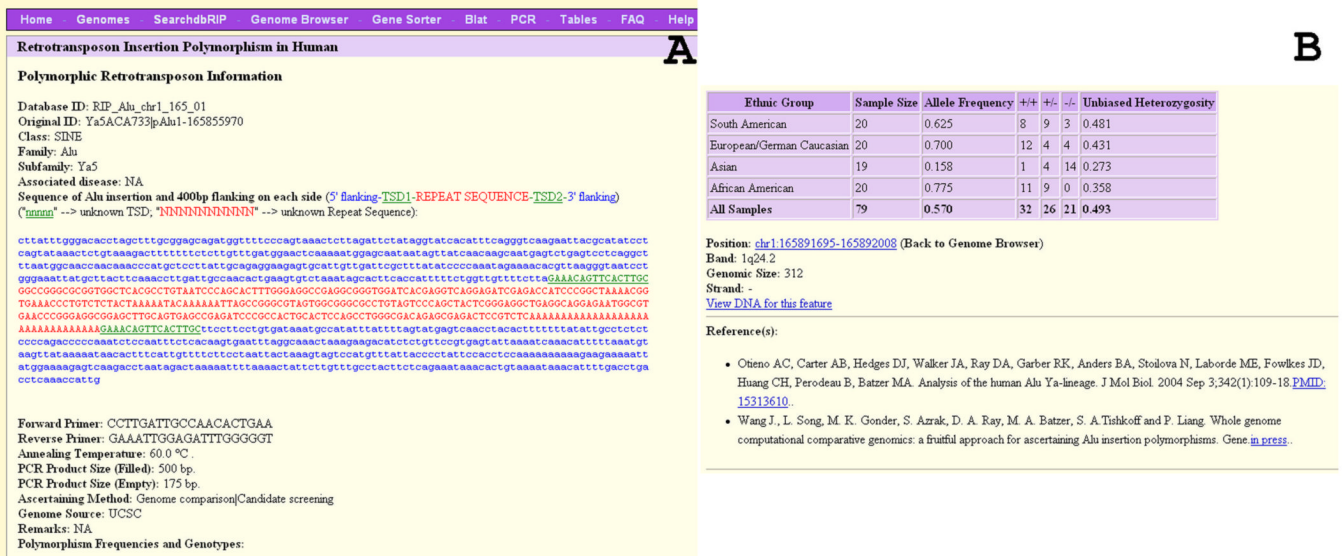 Home - Genomes - SearchdbRIP - Genome Browser - Gene Sorter - Blat - PCR - Tables - FAQ - Help
Retrotransposon Insertion Polymorphism in Human
A
Polymorphic Retrotransposon Information
Database ID: RIP_Alu_chr1_165_01
Original ID: Ya5ACA733|pAlu1-165855970
Class: SINE
Family: Alu
Subfamily: Ya5
Associated disease: NA
Sequence of Alu insertion and 400bp flanking on each side (5' flanking-TSD1-REPEAT SEQUENCE-TSD2-3' flanking)
("nnnnn" --> unknown TSD; "NNNNNNNNNN" --> unknown Repeat Sequence):
cttatttgggacacctagctttgcggagcagatggttttcccagtaaactcttagattctataggtatcacatttcagggtcaagaattacgcatatcct
cagtataaactctgtaaagactttttttctcttgtttgatggaactcaaaaatggagcaataatagttatcaacaagcaatgagtctgagtcctcaggct
ttaatggcaaccaacaaacccatgctccttattgcagaggaagagtgcattgttgattcgctttatatccccaaatagaaaacacgttaagggtaatcct
gggaaattatgcttacttcaaaccttgattgccaacactgaagtgtctaaatagcacttcaccatttttctggttgttttcttaGAAACAGTTCACTTGC
GGCCGGGCGCGGTGGCTCACGCCTGTAATCCCAGCACTTTGGGAGGCCGAGGCGGGTGGATCACGAGGTCAGGAGATCGAGACCATCCCGGCTAAAACGG
TGAAACCCTGTCTCTACTAAAAATACAAAAAATTAGCCGGGCGTAGTGGCGGGCGCCTGTAGTCCCAGCTACTCGGGAGGCTGAGGCAGGAGAATGGCGT
GAACCCGGGAGGCGGAGCTTGCAGTGAGCCGAGATCCCGCCACTGCACTCCAGCCTGGGCGACAGAGCGAGACTCCGTCTCAAAAAAAAAAAAAAAAAAA
AAAAAAAAAAAAAGAAACAGTTCACTTGCttccttcctgtgataaatgccatatttattttagtatgagtcaacctacactttttttatattgcctctct
ccccagacccccaaatctccaatttctcacaagtgaatttaggcaaactaaagaagacatctctgttccgtgagtattaaaatcaaacatttttaaatgt
aagttataaaaataacactttcattgttttcttcctaattactaaagtagtccatgtttattacccctattccacctccaaaaaaaaaagaagaaaaatt
atggaaaagagtcaagacctaatagactaaaaattttaaaactattcttgtttgcctacttctcagaaataaacactgtaaaataaacattttgacctga
cctcaaaccattg
Forward Primer: CCTTGATTGCCAACACTGAA
Reverse Primer: GAAATTGGAGATTTGGGGGT
Annealing Temperature: 60.0 °C .
PCR Product Size (Filled): 500 bp.
PCR Product Size (Empty): 175 bp.
Ascertaining Method: Genome comparison|Candidate screening
Genome Source: UCSC
Remarks: NA
Polymorphism Frequencies and Genotypes:
B
Ethnic Group Sample Size Allele Frequency +/+ +/- -/- Unbiased Heterozygosity
South American 20 0.625 8 9 3 0.481
European/German Caucasian 20 0.700 12 4 4 0.431
Asian 19 0.158 1 4 14 0.273
African American 20 0.775 11 9 0 0.358
All Samples 79 0.570 32 26 21 0.493
Position: chr1:165891695-165892008 (Back to Genome Browser)
Band: 1q24.2
Genomic Size: 312
Strand: -
View DNA for this feature
Reference(s):
• Otieno AC, Carter AB, Hedges DJ, Walker JA, Ray DA, Garber RK, Anders BA, Stoilova N, Laborde ME, Fowlkes JD,
Huang CH, Perodeau B, Batzer MA. Analysis of the human Alu Ya-lineage. J Mol Biol. 2004 Sep 3;342(1):109-18.PMID:
15313610..
• Wang J., L. Song, M. K. Gonder, S. Azrak, D. A. Ray, M. A. Batzer, S. A.Tishkoff and P. Liang. Whole genome
computational comparative genomics: a fruitful approach for ascertaining Alu insertion polymorphisms. Gene.in press..